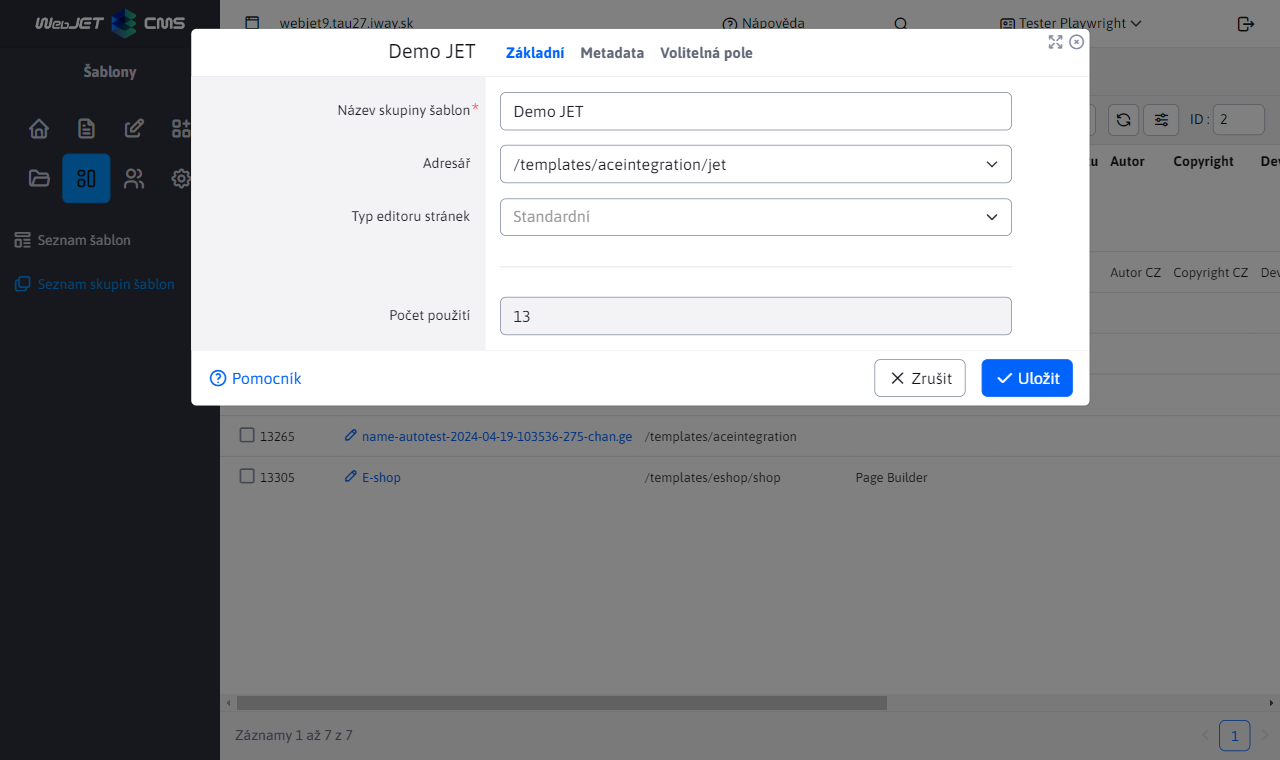 WebJET CMS
webjet9.tau27.iway.sk
Nápověda
Tester Playwright
Šablony
Seznam šablon
Seznam skupin šablon
Demo JET
Základní Metadata Volitelná pole
Název skupiny šablon* Demo JET
Adresář /templates/aceintegration/jet
Typ editoru stránek Standardní
Počet použití 13
Pomocník
Zrušit
Uložit
ID : 2
u Autor Copyright Dev
Autor CZ Copyright CZ Dev
13265 name-autotest-2024-04-19-103536-275-chan.ge /templates/aceintegration
13305 E-shop /templates/eshop/shop Page Builder
Záznamy 1 až 7 z 7
1